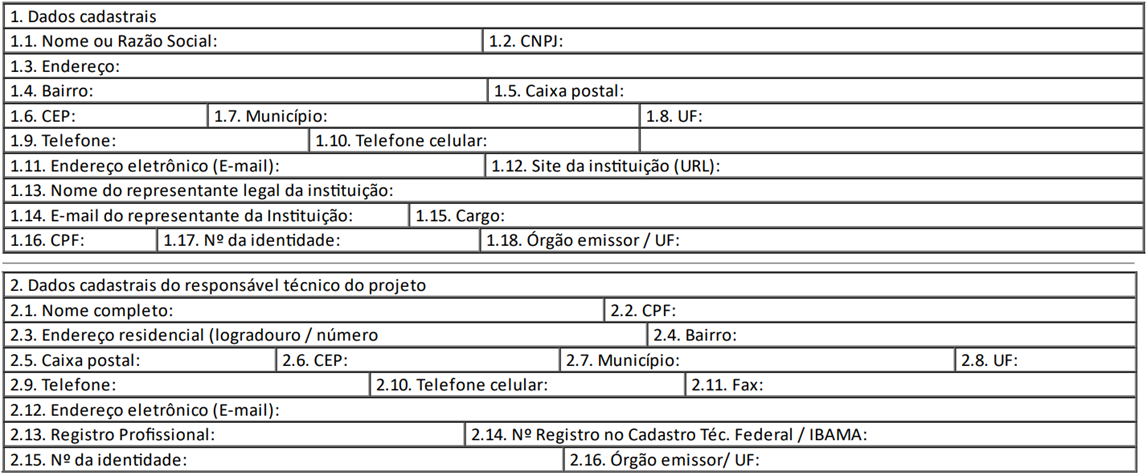 1. Dados cadastrais
1.1. Nome ou Razão Social: 1.2. CNPJ:
1.3. Endereço:
1.4. Bairro: 1.5. Caixa postal:
1.6. CEP: 1.7. Município: 1.8. UF:
1.9. Telefone: 1.10. Telefone celular:
1.11. Endereço eletrônico (E-mail): 1.12. Site da instituição (URL):
1.13. Nome do representante legal da instituição:
1.14. E-mail do representante da Instituição: 1.15. Cargo:
1.16. CPF: 1.17. Nº da identidade: 1.18. Órgão emissor / UF:
2. Dados cadastrais do responsável técnico do projeto
2.1. Nome completo: 2.2. CPF:
2.3. Endereço residencial (logradouro / número 2.4. Bairro:
2.5. Caixa postal: 2.6. CEP: 2.7. Município: 2.8. UF:
2.9. Telefone: 2.10. Telefone celular: 2.11. Fax:
2.12. Endereço eletrônico (E-mail):
2.13. Registro Profissional: 2.14. Nº Registro no Cadastro Téc. Federal / IBAMA:
2.15. Nº da identidade: 2.16. Órgão emissor/ UF: